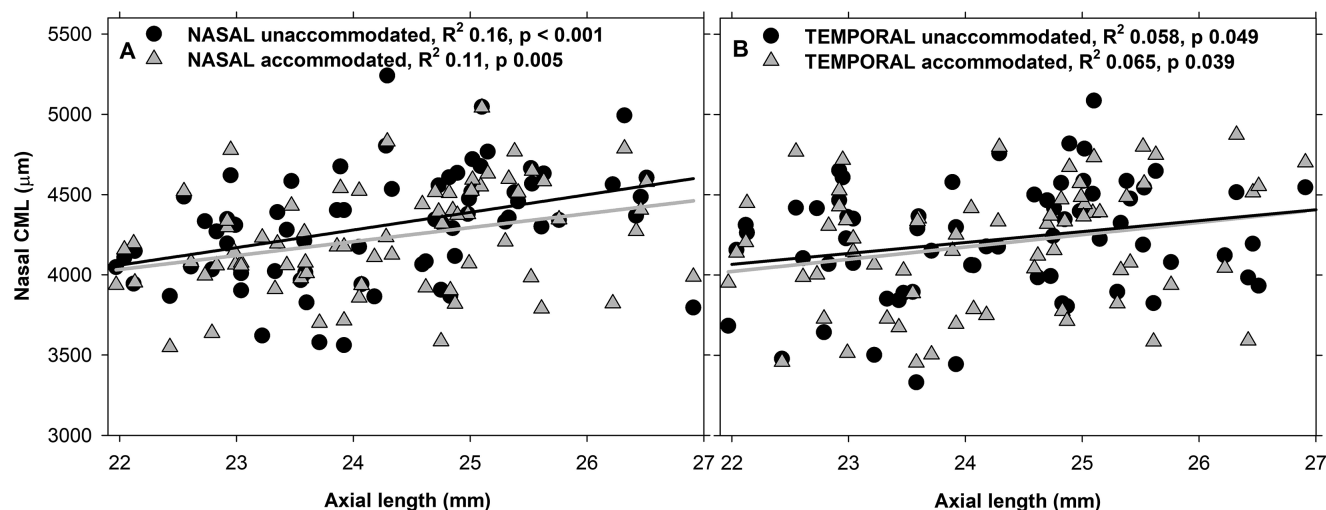 A
NASAL unaccommodated, R² 0.16, p < 0.001
NASAL accommodated, R² 0.11, p 0.005
B
TEMPORAL unaccommodated, R² 0.058, p 0.049
TEMPORAL accommodated, R² 0.065, p 0.039
Nasal CML (μm)
5500
5000
4500
4000
3500
3000
22 23 24 25 26 27
Axial length (mm)
22 23 24 25 26 27
Axial length (mm)